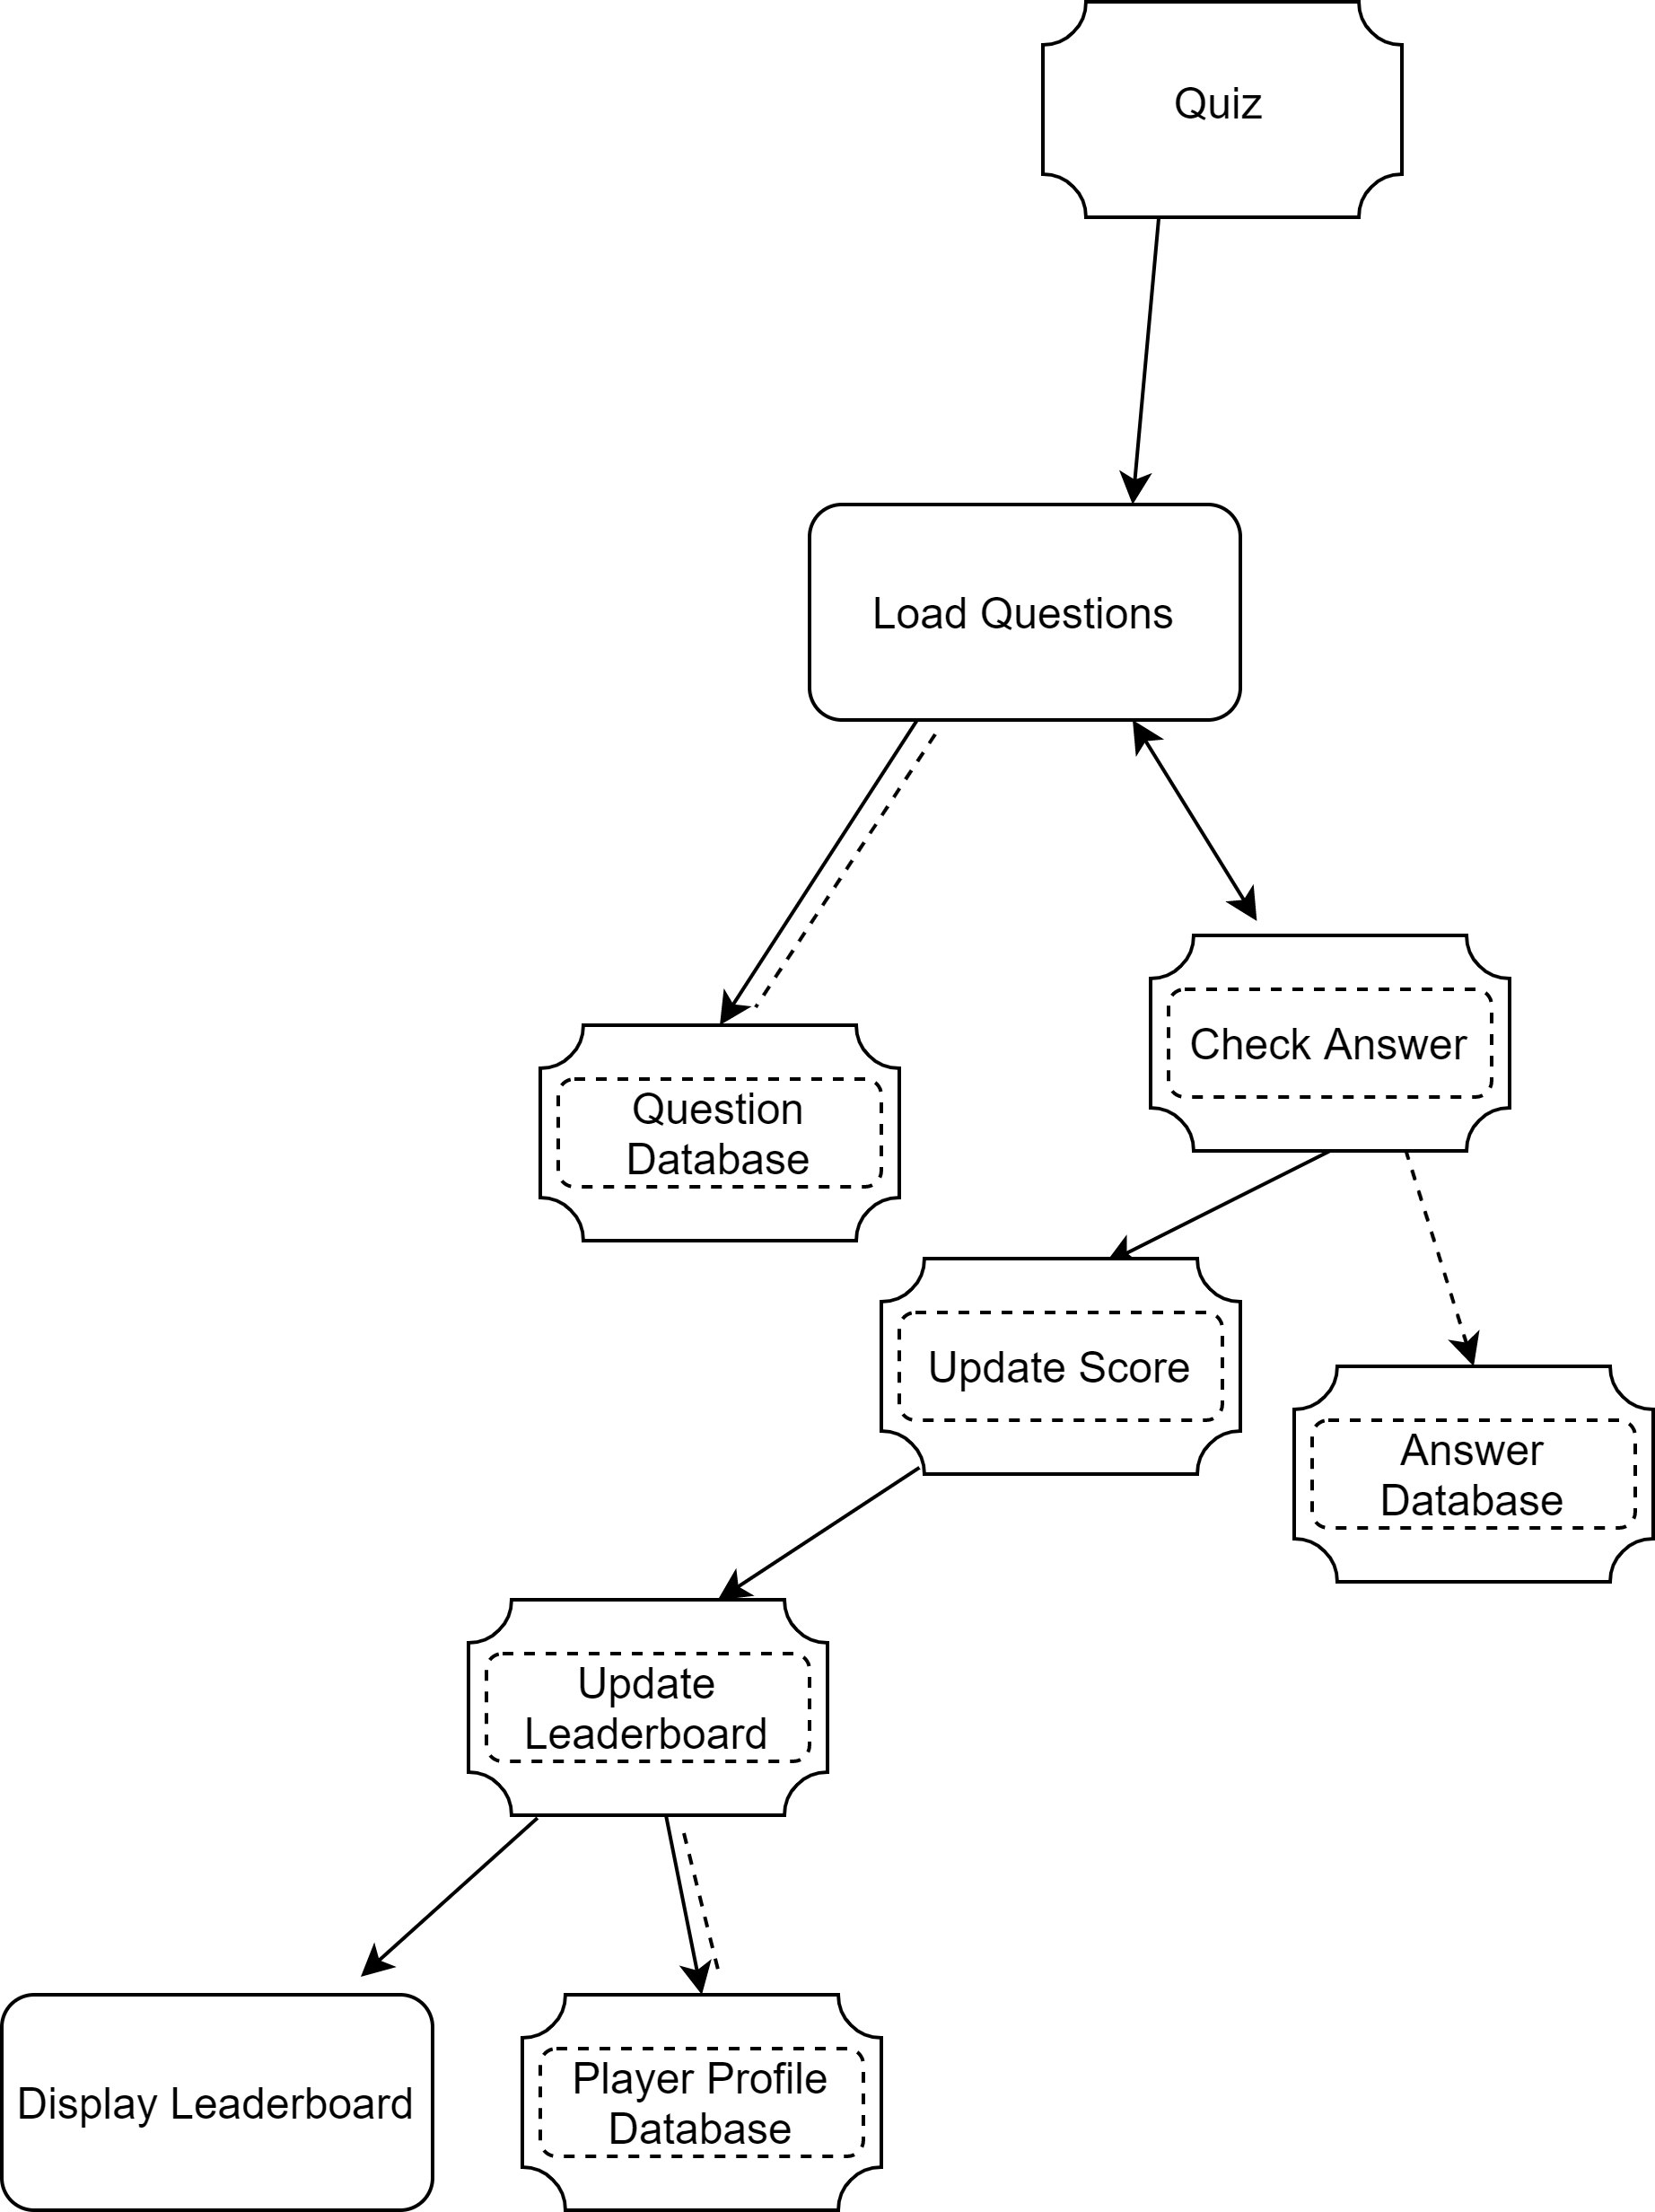 Quiz
Load Questions
Check Answer
Question
Database
Update Score
Answer
Database
Update
Leaderboard
Display Leaderboard
Player Profile
Database